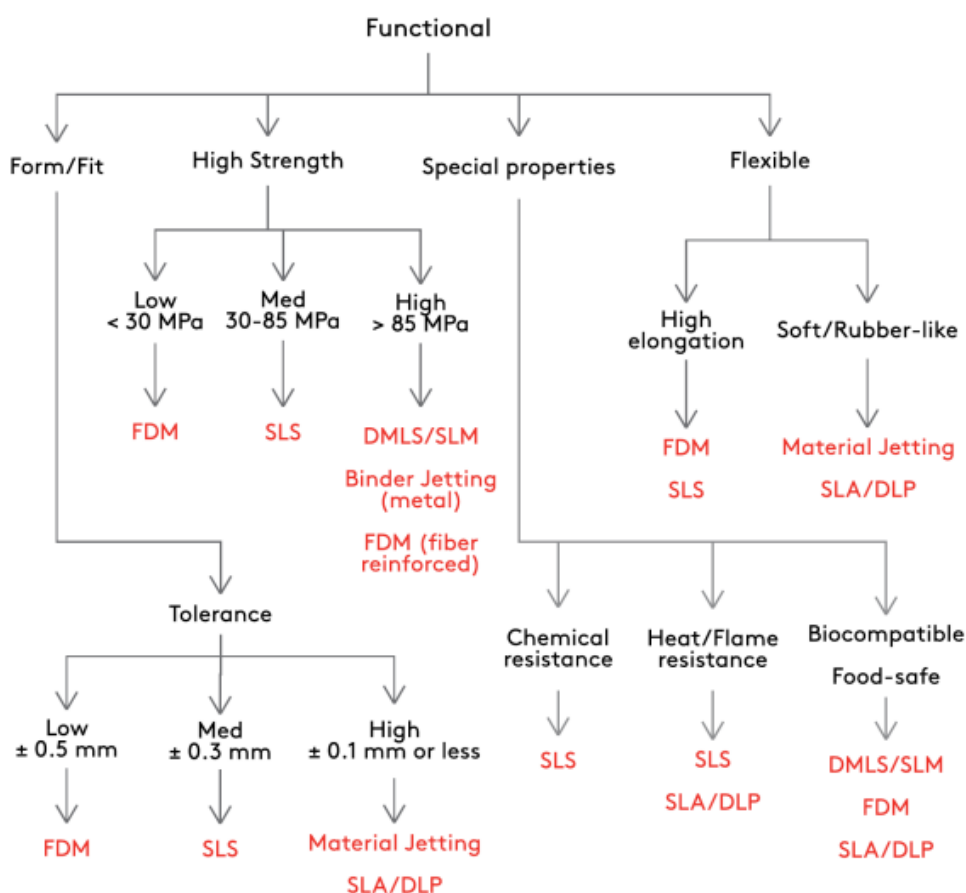 Functional
Form/Fit
High Strength
Special properties
Flexible
Low
< 30 MPa
Med
30-85 MPa
High
> 85 MPa
High
elongation
Soft/Rubber-like
FDM
SLS
DMLS/SLM
Binder Jetting
(metal)
FDM (fiber
reinforced)
FDM
SLS
Material Jetting
SLA/DLP
Tolerance
Low
± 0.5 mm
Med
± 0.3 mm
High
± 0.1 mm or less
FDM
SLS
Material Jetting
SLA/DLP
Chemical
resistance
Heat/Flame
resistance
Biocompatible
Food-safe
SLS
SLS
SLA/DLP
DMLS/SLM
FDM
SLA/DLP